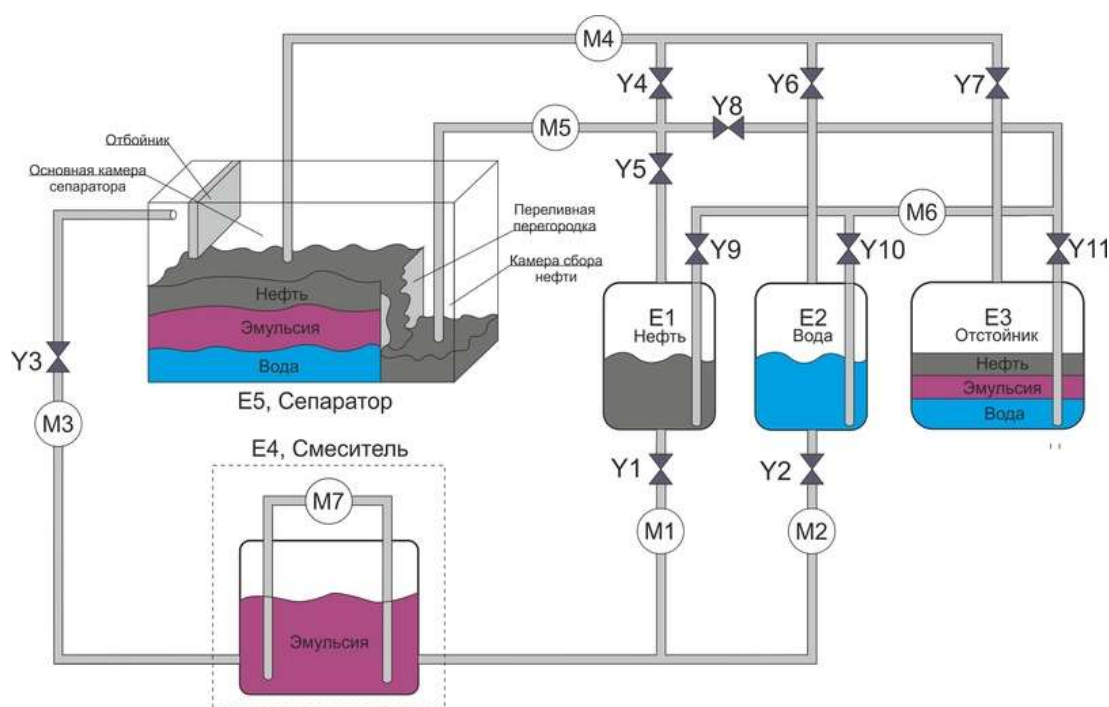 M4
Y4
Y6
Y7
Y8
M5
Отбойник
Основная камера
сепаратора
Y5
Переливная
перегородка
M6
Y9
Y10
Y11
Камера сбора
нефти
Нефть
Эмульсия
Вода
E1
Нефть
E2
Вода
E3
Отстойник
Нефть
Эмульсия
Вода
Y3
E5, Сепаратор
M3
E4, Смеситель
Y1
Y2
M7
M1
M2
Эмульсия